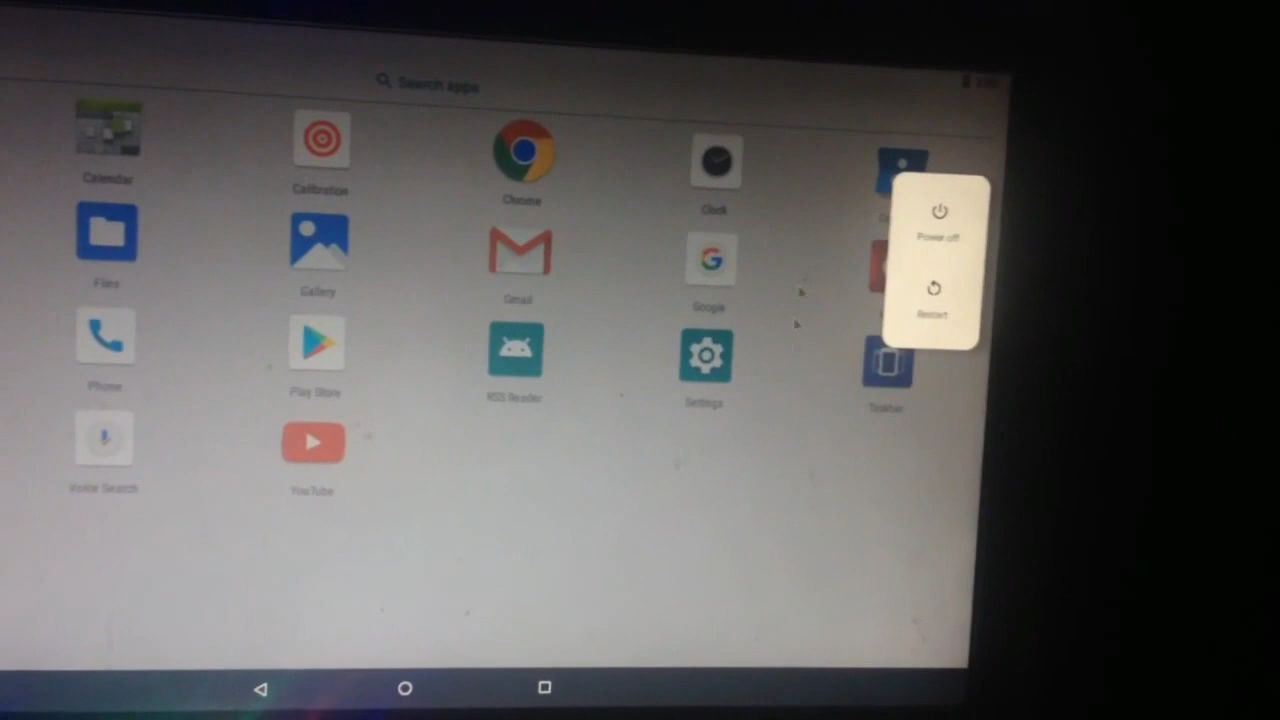 Search apps
Calendar
Calibration
Chrome
Clock
Power off
Files
Gallery
Gmail
Google
Restart
Phone
Play Store
RSS Reader
Settings
Taskbar
Voice Search
YouTube